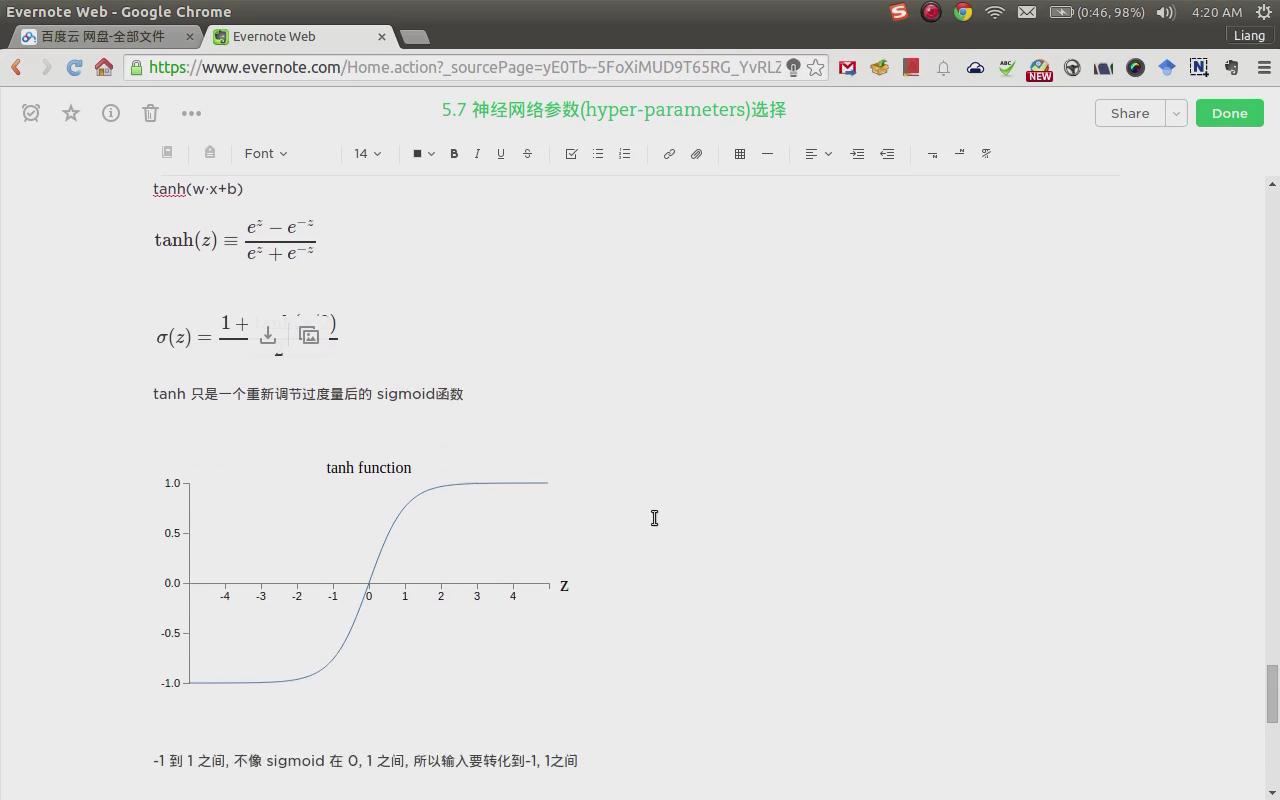 Evernote Web - Google Chrome
(0:46, 98%) 4:20 AM
百度云 网盘-全部文件 Evernote Web Liang
https://www.evernote.com/Home.action?_sourcePage=yE0Tb--5FoXiMUD9T65RG_YvRLZ
NEW
5.7 神经网络参数(hyper-parameters)选择
Share Done
Font 14 B I U S
tanh(w·x+b)
tanh(z) ≡ (e^z − e^−z) / (e^z + e^−z)
σ(z) = 1 +
tanh 只是一个重新调节过度量后的 sigmoid函数
tanh function
1.0
0.5
0.0
-4 -3 -2 -1 0 1 2 3 4 z
-0.5
-1.0
-1 到 1 之间, 不像 sigmoid 在 0, 1 之间, 所以输入要转化到-1, 1之间